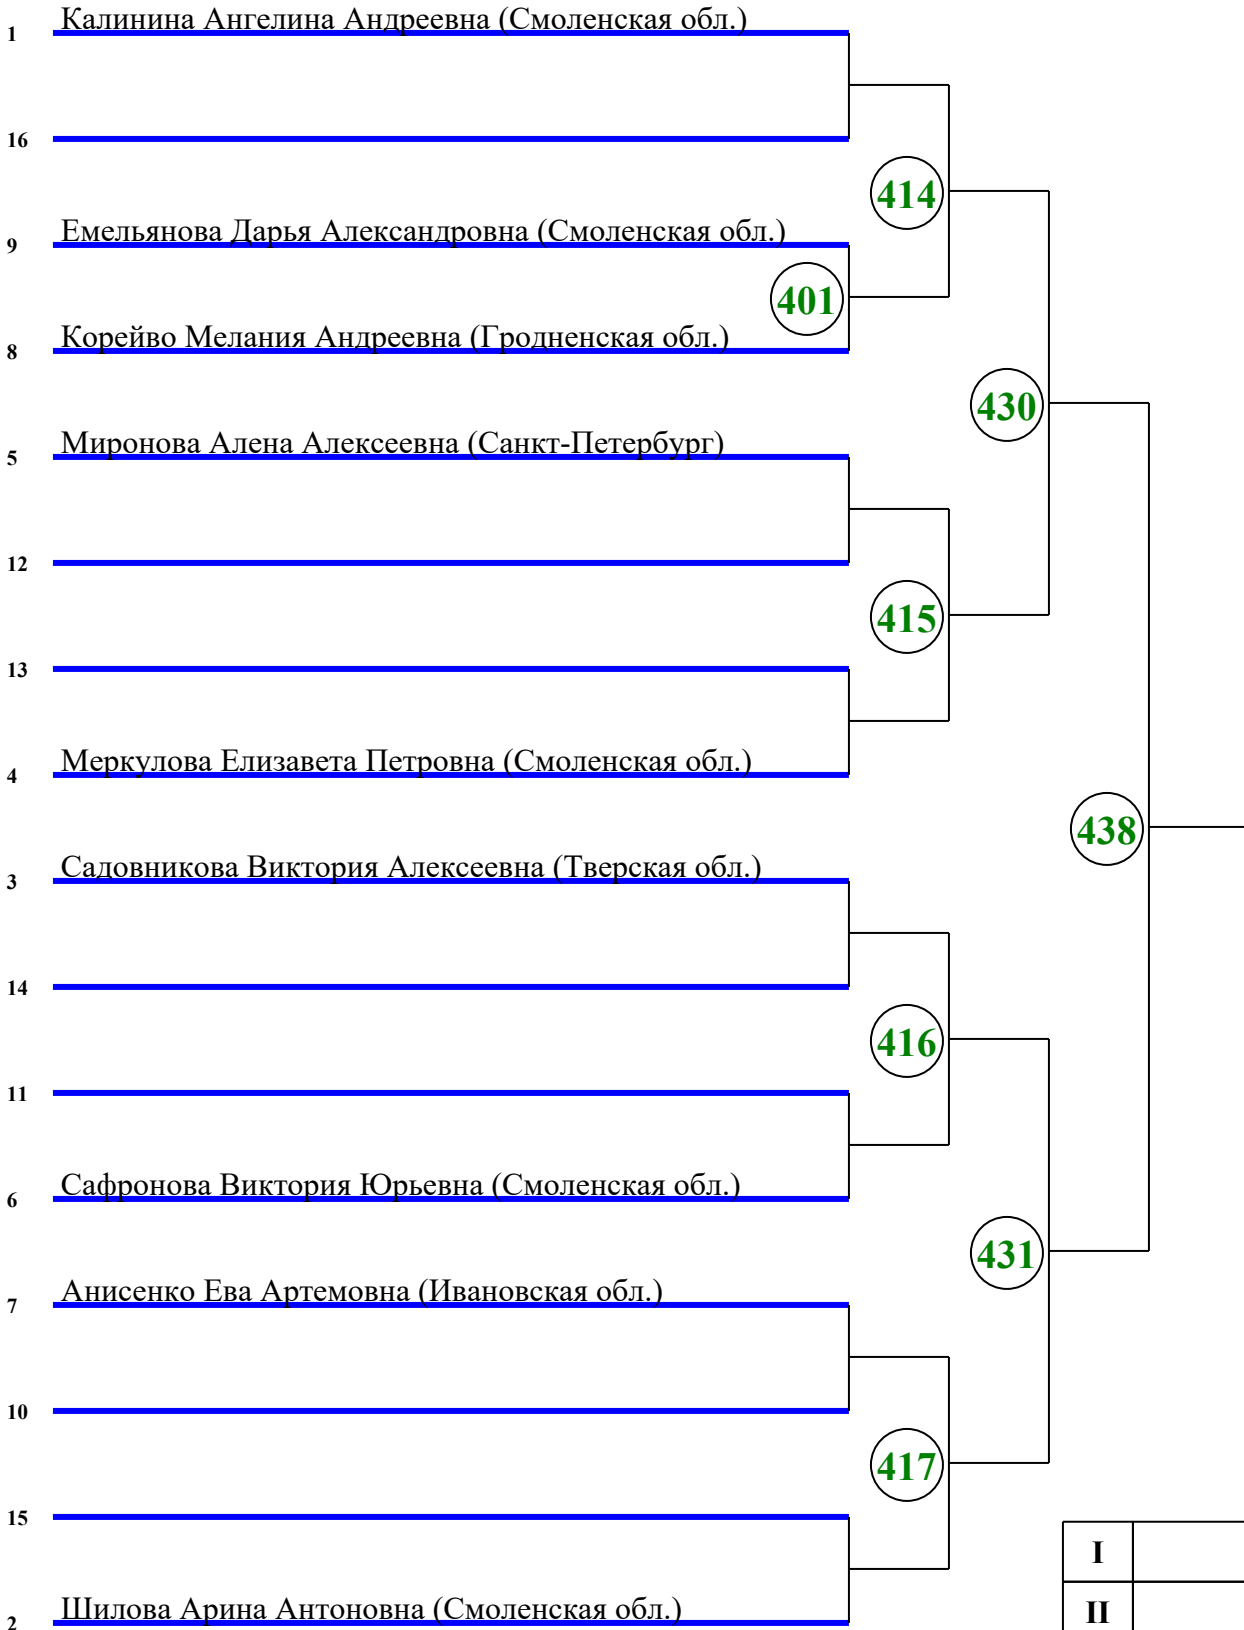 1 Калинина Ангелина Андреевна (Смоленская обл.)
16
414
9 Емельянова Дарья Александровна (Смоленская обл.)
401
8 Корейво Мелания Андреевна (Гродненская обл.)
430
5 Миронова Алена Алексеевна (Санкт-Петербург)
12
415
13
4 Меркулова Елизавета Петровна (Смоленская обл.)
438
3 Садовникова Виктория Алексеевна (Тверская обл.)
14
416
11
6 Сафронова Виктория Юрьевна (Смоленская обл.)
431
7 Анисенко Ева Артемовна (Ивановская обл.)
10
417
15
I
2 Шилова Арина Антоновна (Смоленская обл.)
II